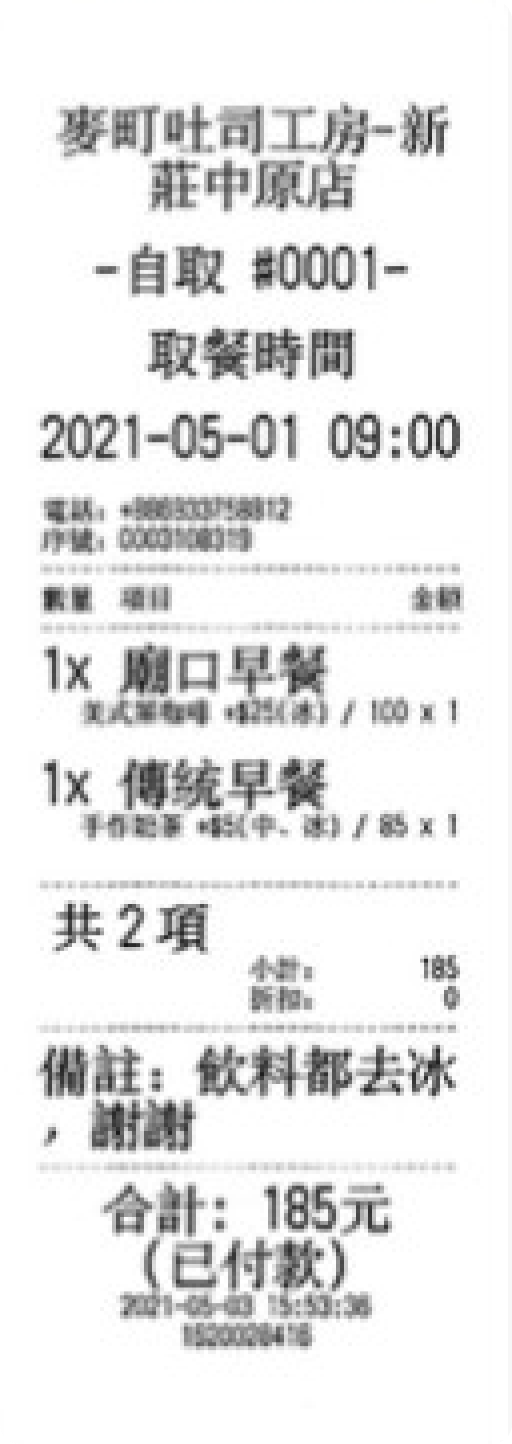 麥町吐司工房-新
莊中原店
-自取 #0001-
取餐時間
2021-05-01 09:00
電話：
序號：
數量 項目 金額
1x 廟口早餐
美式黑咖啡 +$25(冰) / 100 x 1
1x 傳統早餐
手作奶茶 +$5(中、冰) / 85 x 1
共2項
小計： 185
折扣： 0
備註：飲料都去冰
，謝謝
合計：185元
(已付款)
2021-05-03 15:53:36